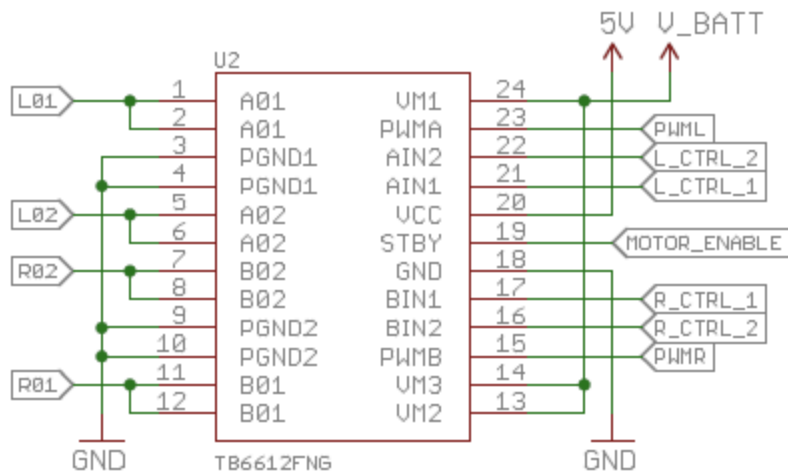 5V V_BATT
U2
L01 1 A01 VM1 24
2 A01 PWMA 23 PWML
3 PGND1 AIN2 22 L_CTRL_2
4 PGND1 AIN1 21 L_CTRL_1
L02 5 A02 VCC 20
6 A02 STBY 19 MOTOR_ENABLE
R02 7 B02 GND 18
8 B02 BIN1 17 R_CTRL_1
9 PGND2 BIN2 16 R_CTRL_2
10 PGND2 PWMB 15 PWMR
R01 11 B01 VM3 14
12 B01 VM2 13
GND TB6612FNG GND